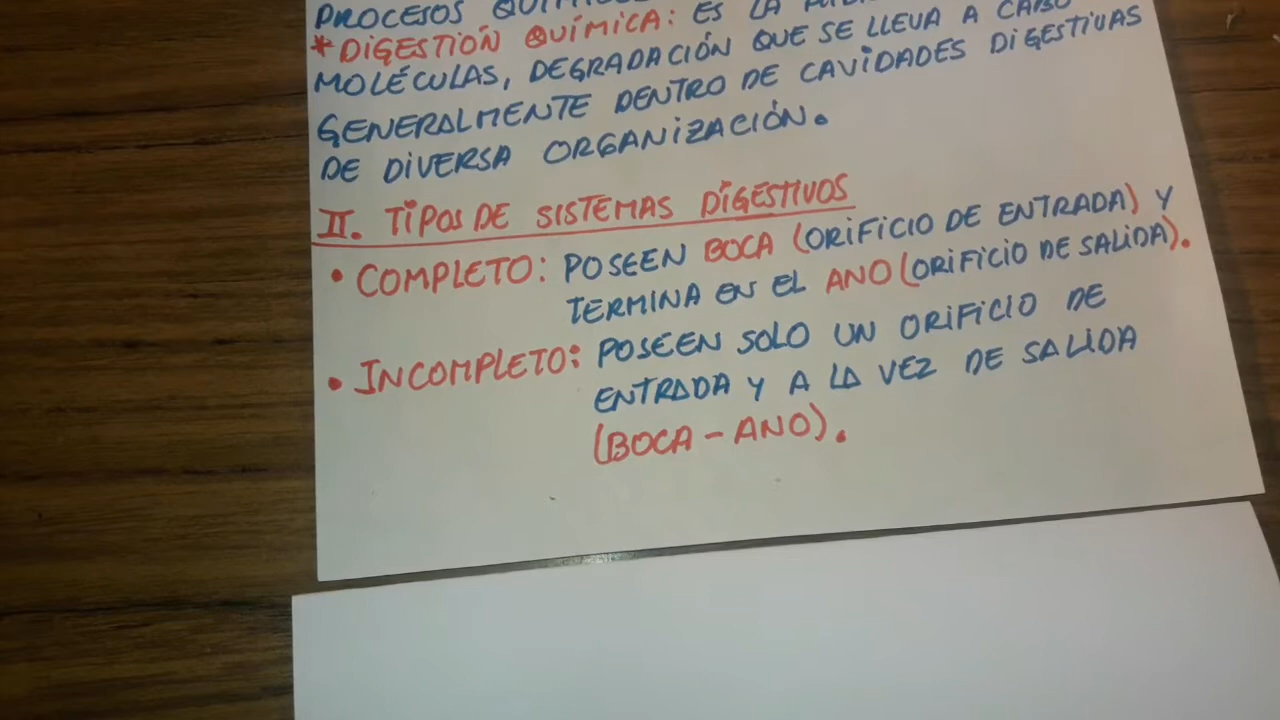 PROCESOS
*DIGESTIÓN QUÍMICA: ES LA
MOLÉCULAS, DEGRADACIÓN QUE SE LLEVA A CABO
GENERALMENTE DENTRO DE CAVIDADES DIGESTIVAS
DE DIVERSA ORGANIZACIÓN.
II. TIPOS DE SISTEMAS DIGESTIVOS
• COMPLETO: POSEEN BOCA (ORIFICIO DE ENTRADA) Y
TERMINA EN EL ANO (ORIFICIO DE SALIDA).
• INCOMPLETO: POSEEN SOLO UN ORIFICIO DE
ENTRADA Y A LA VEZ DE SALIDA
(BOCA - ANO).